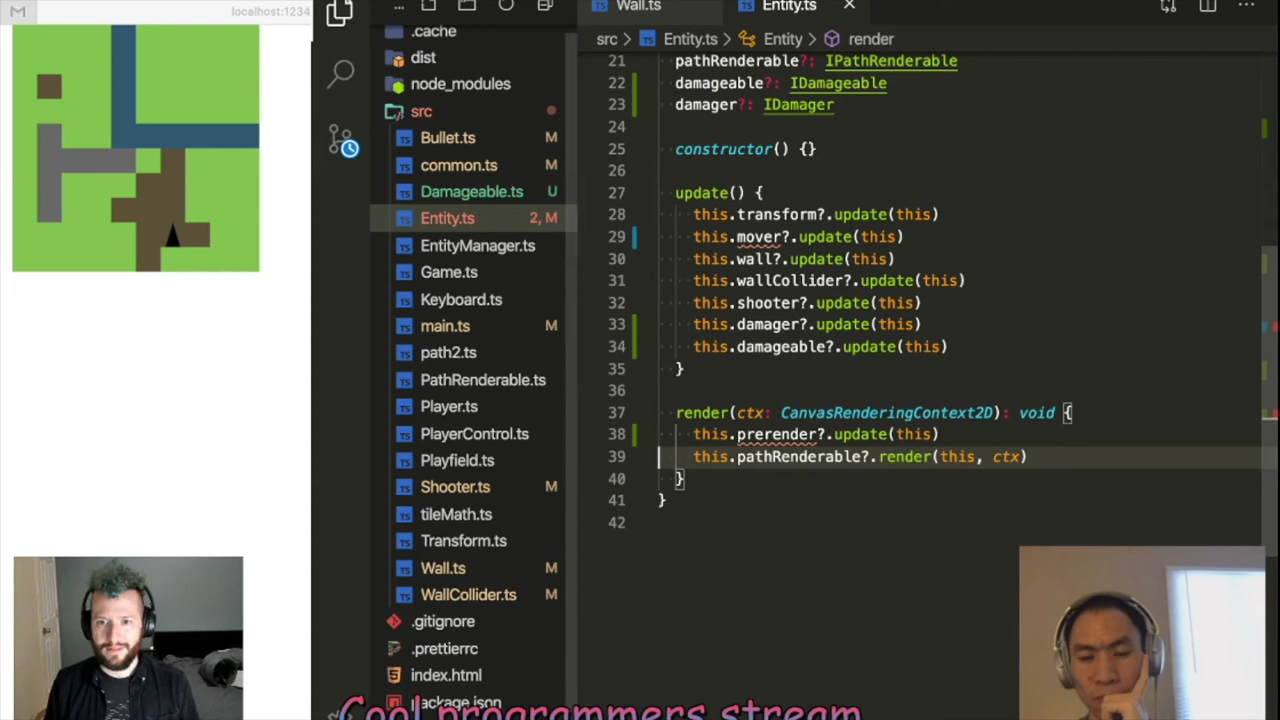 M
localhost:1234
...
Wall.ts
Entity.ts
src > Entity.ts > Entity > render
.cache
dist
node_modules
src
Bullet.ts M
common.ts M
Damageable.ts U
Entity.ts 2, M
EntityManager.ts
Game.ts
Keyboard.ts
main.ts M
path2.ts
PathRenderable.ts
Player.ts
PlayerControl.ts
Playfield.ts
Shooter.ts M
tileMath.ts
Transform.ts
Wall.ts M
WallCollider.ts M
.gitignore
.prettierrc
index.html
package.json
21 pathRenderable?: IPathRenderable
22 damageable?: IDamageable
23 damager?: IDamager
24
25 constructor() {}
26
27 update() {
28 this.transform?.update(this)
29 this.mover?.update(this)
30 this.wall?.update(this)
31 this.wallCollider?.update(this)
32 this.shooter?.update(this)
33 this.damager?.update(this)
34 this.damageable?.update(this)
35 }
36
37 render(ctx: CanvasRenderingContext2D): void {
38 this.prerender?.update(this)
39 this.pathRenderable?.render(this, ctx)
40 }
41 }
42
Cool programmers stream